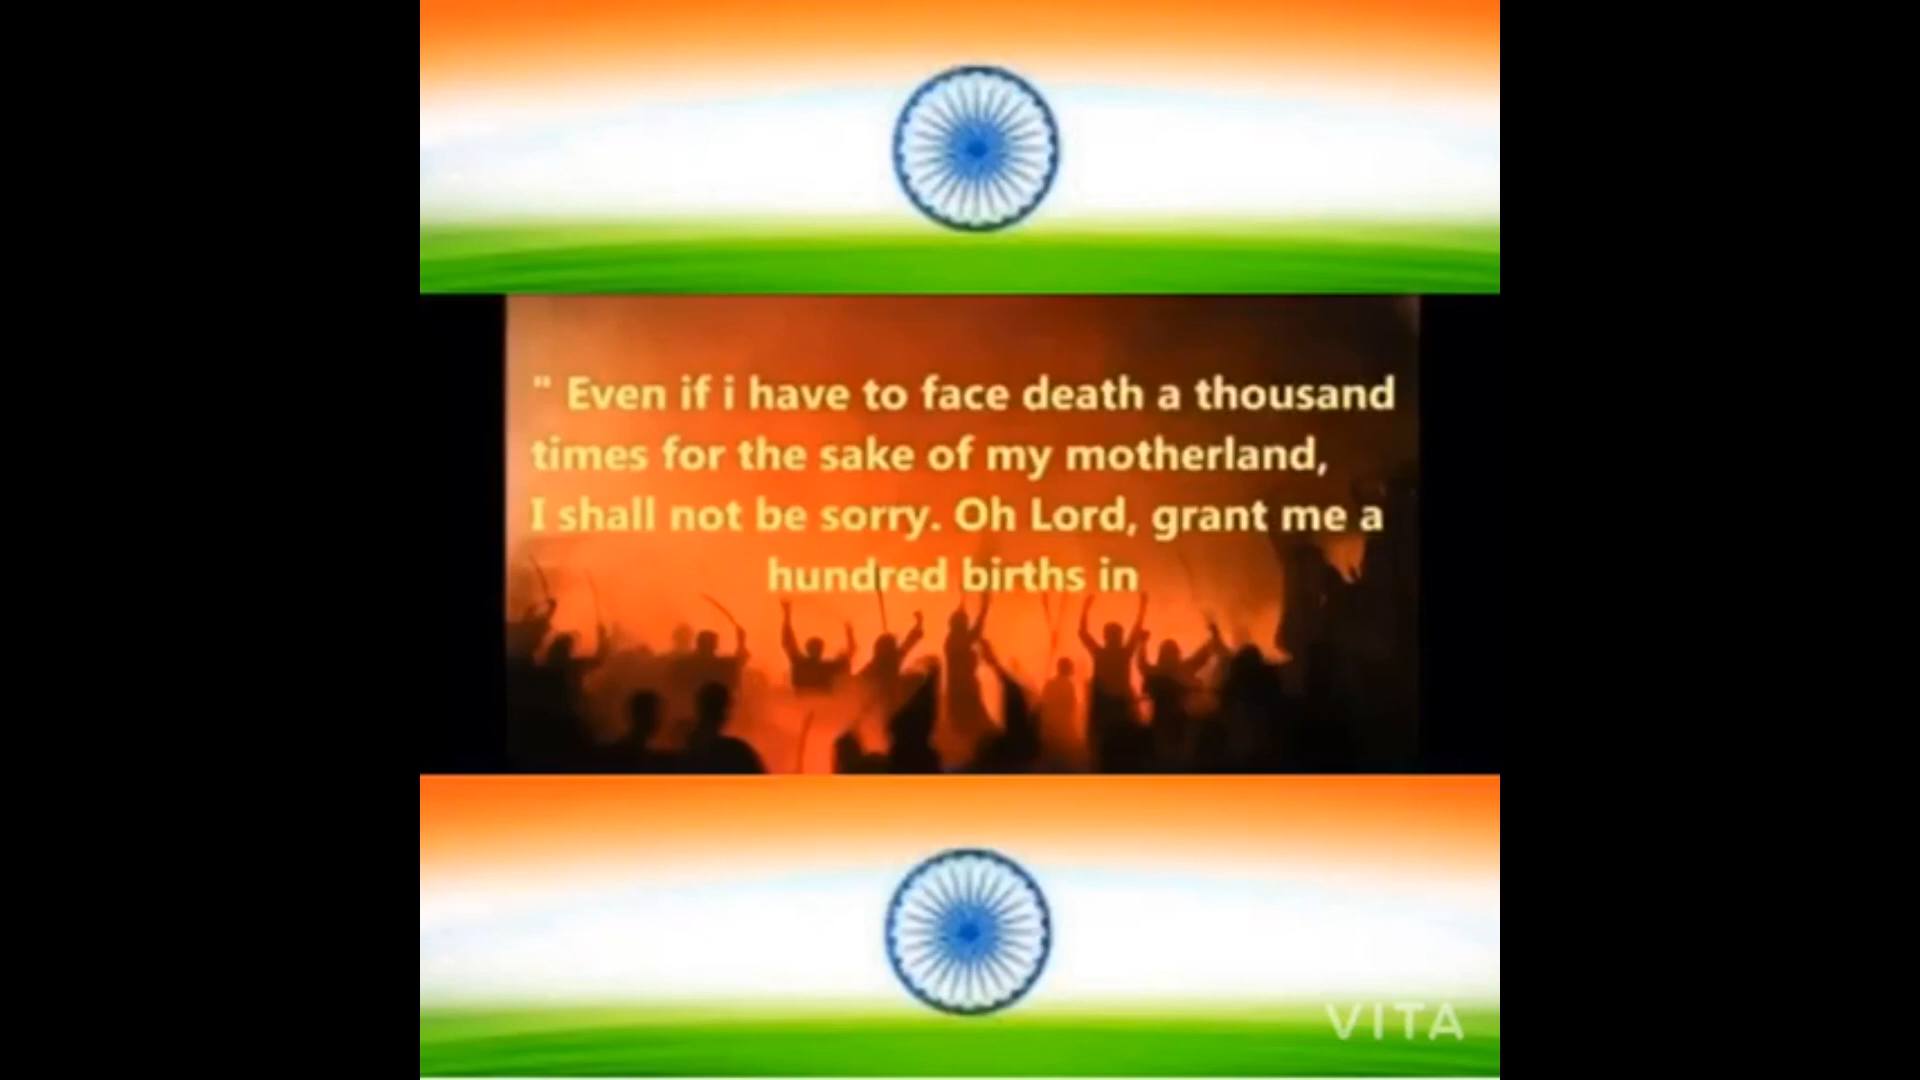 " Even if i have to face death a thousand
times for the sake of my motherland,
I shall not be sorry. Oh Lord, grant me a
hundred births in
VITA